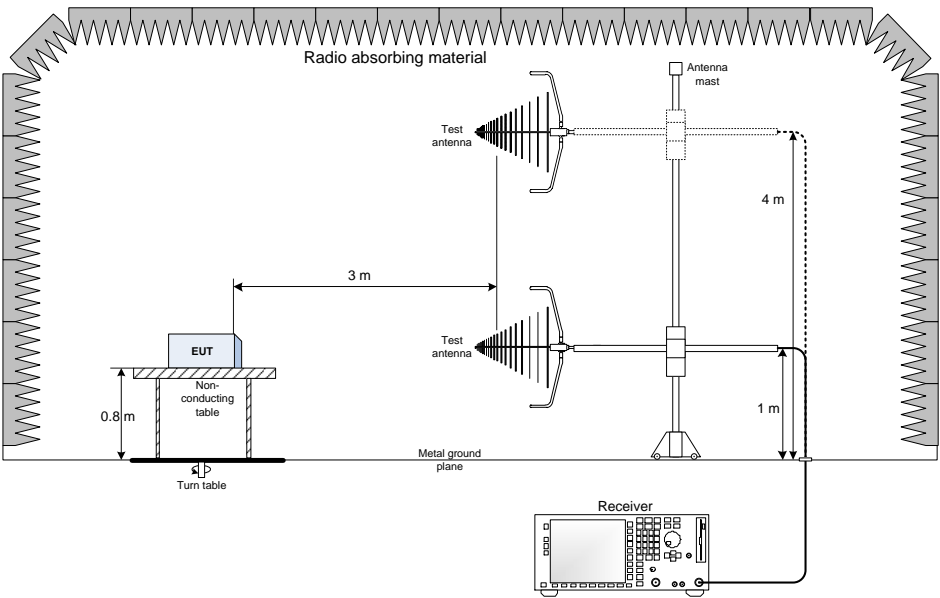 Radio absorbing material
Antenna
mast
Test
antenna
4 m
3 m
EUT
Test
antenna
Non-
conducting
table
0.8 m
1 m
Metal ground
plane
Turn table
Receiver